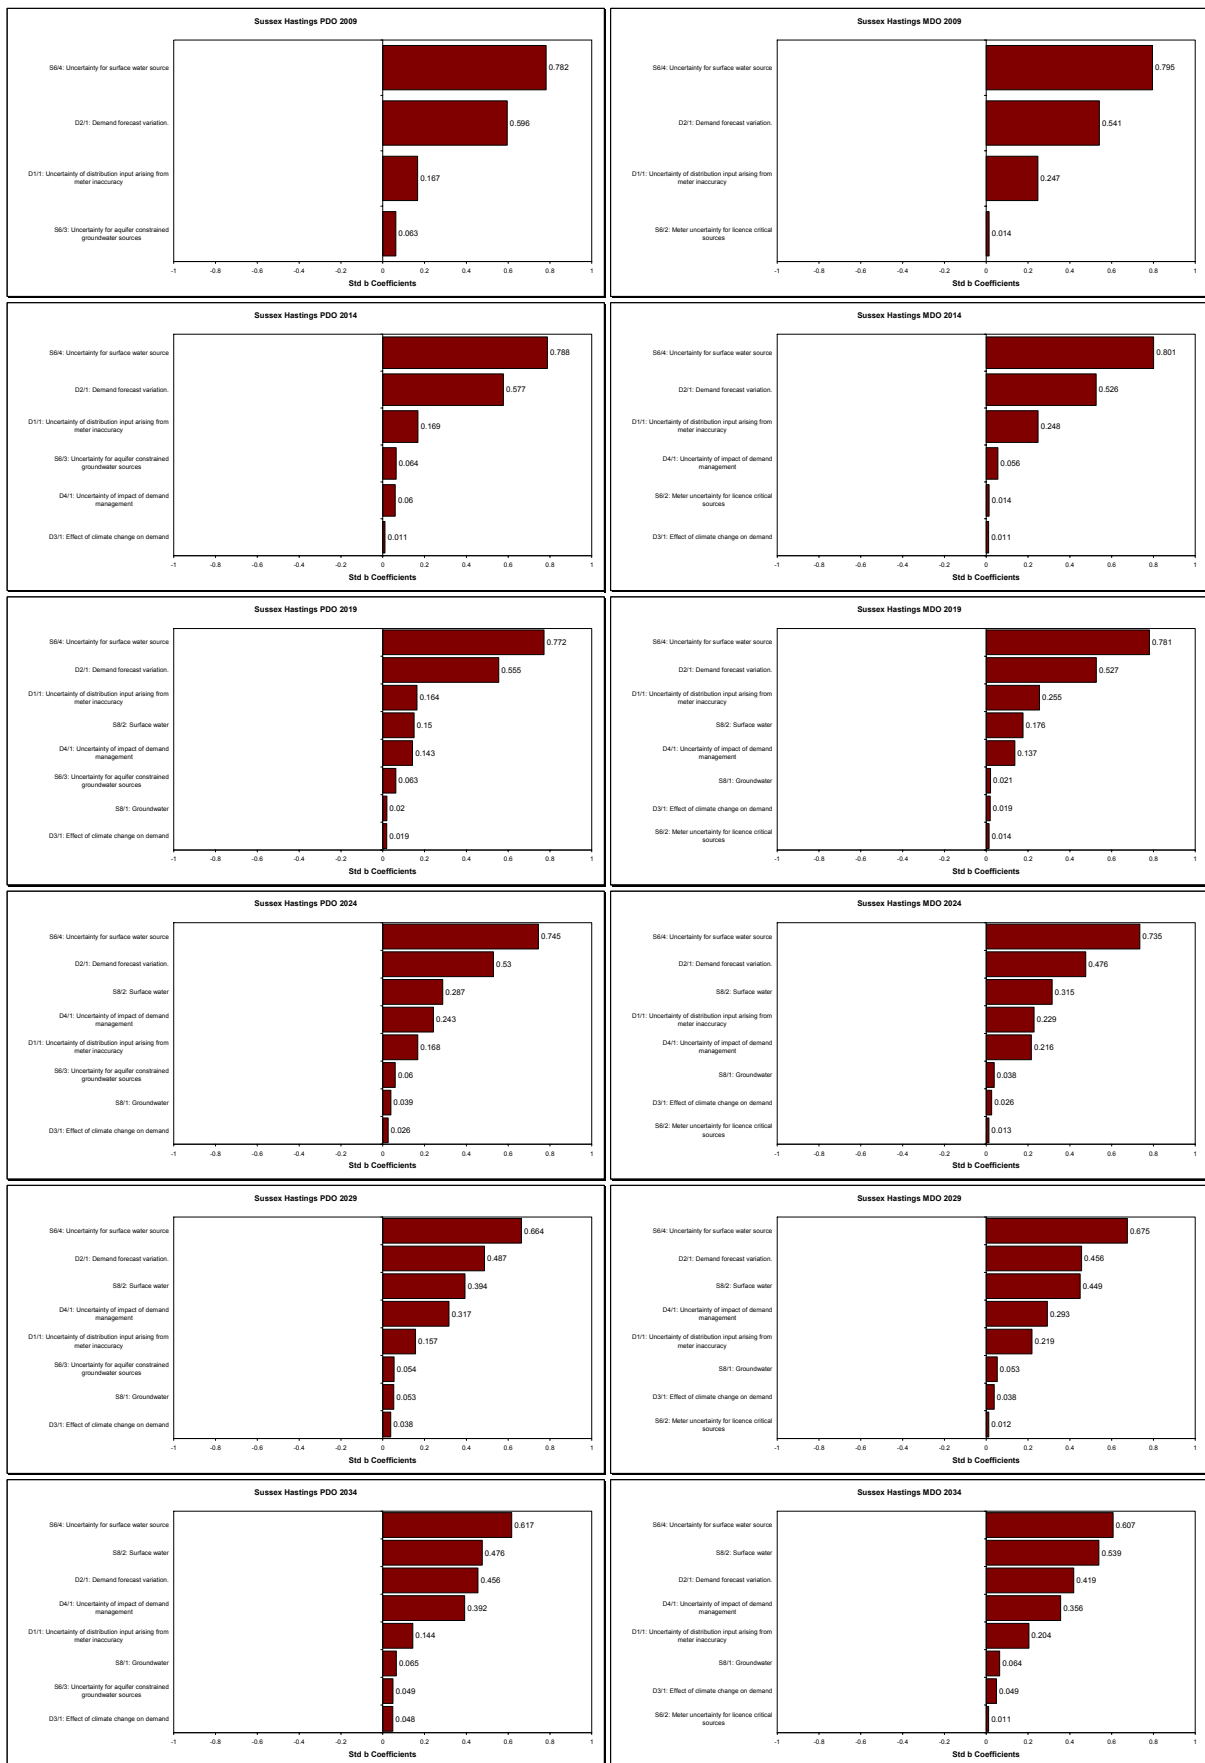 Sussex Hastings PDO 2009
S6/4: Uncertainty for surface water source
0.782
D2/1: Demand forecast variation.
0.596
D1/1: Uncertainty of distribution input arising from
meter inaccuracy
0.167
S6/3: Uncertainty for aquifer constrained
groundwater sources
0.063
-1 -0.8 -0.6 -0.4 -0.2 0 0.2 0.4 0.6 0.8 1
Std b Coefficients
Sussex Hastings MDO 2009
S6/4: Uncertainty for surface water source
0.795
D2/1: Demand forecast variation.
0.541
D1/1: Uncertainty of distribution input arising from
meter inaccuracy
0.247
S6/2: Meter uncertainty for licence critical
sources
0.014
-1 -0.8 -0.6 -0.4 -0.2 0 0.2 0.4 0.6 0.8 1
Std b Coefficients
Sussex Hastings PDO 2014
S6/4: Uncertainty for surface water source
0.788
D2/1: Demand forecast variation.
0.577
D1/1: Uncertainty of distribution input arising from
meter inaccuracy
0.169
S6/3: Uncertainty for aquifer constrained
groundwater sources
0.064
D4/1: Uncertainty of impact of demand
management
0.06
D3/1: Effect of climate change on demand
0.011
-1 -0.8 -0.6 -0.4 -0.2 0 0.2 0.4 0.6 0.8 1
Std b Coefficients
Sussex Hastings MDO 2014
S6/4: Uncertainty for surface water source
0.801
D2/1: Demand forecast variation.
0.526
D1/1: Uncertainty of distribution input arising from
meter inaccuracy
0.248
D4/1: Uncertainty of impact of demand
management
0.056
S6/2: Meter uncertainty for licence critical
sources
0.014
D3/1: Effect of climate change on demand
0.011
-1 -0.8 -0.6 -0.4 -0.2 0 0.2 0.4 0.6 0.8 1
Std b Coefficients
Sussex Hastings PDO 2019
S6/4: Uncertainty for surface water source
0.772
D2/1: Demand forecast variation.
0.555
D1/1: Uncertainty of distribution input arising from
meter inaccuracy
0.164
S8/2: Surface water
0.15
D4/1: Uncertainty of impact of demand
management
0.143
S6/3: Uncertainty for aquifer constrained
groundwater sources
0.063
S8/1: Groundwater
0.02
D3/1: Effect of climate change on demand
0.019
-1 -0.8 -0.6 -0.4 -0.2 0 0.2 0.4 0.6 0.8 1
Std b Coefficients
Sussex Hastings MDO 2019
S6/4: Uncertainty for surface water source
0.781
D2/1: Demand forecast variation.
0.527
D1/1: Uncertainty of distribution input arising from
meter inaccuracy
0.255
S8/2: Surface water
0.176
D4/1: Uncertainty of impact of demand
management
0.137
S8/1: Groundwater
0.021
D3/1: Effect of climate change on demand
0.019
S6/2: Meter uncertainty for licence critical
sources
0.014
-1 -0.8 -0.6 -0.4 -0.2 0 0.2 0.4 0.6 0.8 1
Std b Coefficients
Sussex Hastings PDO 2024
S6/4: Uncertainty for surface water source
0.745
D2/1: Demand forecast variation.
0.53
S8/2: Surface water
0.287
D4/1: Uncertainty of impact of demand
management
0.243
D1/1: Uncertainty of distribution input arising from
meter inaccuracy
0.168
S6/3: Uncertainty for aquifer constrained
groundwater sources
0.06
S8/1: Groundwater
0.039
D3/1: Effect of climate change on demand
0.026
-1 -0.8 -0.6 -0.4 -0.2 0 0.2 0.4 0.6 0.8 1
Std b Coefficients
Sussex Hastings MDO 2024
S6/4: Uncertainty for surface water source
0.735
D2/1: Demand forecast variation.
0.476
S8/2: Surface water
0.315
D1/1: Uncertainty of distribution input arising from
meter inaccuracy
0.229
D4/1: Uncertainty of impact of demand
management
0.216
S8/1: Groundwater
0.038
D3/1: Effect of climate change on demand
0.026
S6/2: Meter uncertainty for licence critical
sources
0.013
-1 -0.8 -0.6 -0.4 -0.2 0 0.2 0.4 0.6 0.8 1
Std b Coefficients
Sussex Hastings PDO 2029
S6/4: Uncertainty for surface water source
0.664
D2/1: Demand forecast variation.
0.487
S8/2: Surface water
0.394
D4/1: Uncertainty of impact of demand
management
0.317
D1/1: Uncertainty of distribution input arising from
meter inaccuracy
0.157
S6/3: Uncertainty for aquifer constrained
groundwater sources
0.054
S8/1: Groundwater
0.053
D3/1: Effect of climate change on demand
0.038
-1 -0.8 -0.6 -0.4 -0.2 0 0.2 0.4 0.6 0.8 1
Std b Coefficients
Sussex Hastings MDO 2029
S6/4: Uncertainty for surface water source
0.675
D2/1: Demand forecast variation.
0.456
S8/2: Surface water
0.449
D4/1: Uncertainty of impact of demand
management
0.293
D1/1: Uncertainty of distribution input arising from
meter inaccuracy
0.219
S8/1: Groundwater
0.053
D3/1: Effect of climate change on demand
0.038
S6/2: Meter uncertainty for licence critical
sources
0.012
-1 -0.8 -0.6 -0.4 -0.2 0 0.2 0.4 0.6 0.8 1
Std b Coefficients
Sussex Hastings PDO 2034
S6/4: Uncertainty for surface water source
0.617
S8/2: Surface water
0.476
D2/1: Demand forecast variation.
0.456
D4/1: Uncertainty of impact of demand
management
0.392
D1/1: Uncertainty of distribution input arising from
meter inaccuracy
0.144
S8/1: Groundwater
0.065
S6/3: Uncertainty for aquifer constrained
groundwater sources
0.049
D3/1: Effect of climate change on demand
0.048
-1 -0.8 -0.6 -0.4 -0.2 0 0.2 0.4 0.6 0.8 1
Std b Coefficients
Sussex Hastings MDO 2034
S6/4: Uncertainty for surface water source
0.607
S8/2: Surface water
0.539
D2/1: Demand forecast variation.
0.419
D4/1: Uncertainty of impact of demand
management
0.356
D1/1: Uncertainty of distribution input arising from
meter inaccuracy
0.204
S8/1: Groundwater
0.064
D3/1: Effect of climate change on demand
0.049
S6/2: Meter uncertainty for licence critical
sources
0.011
-1 -0.8 -0.6 -0.4 -0.2 0 0.2 0.4 0.6 0.8 1
Std b Coefficients